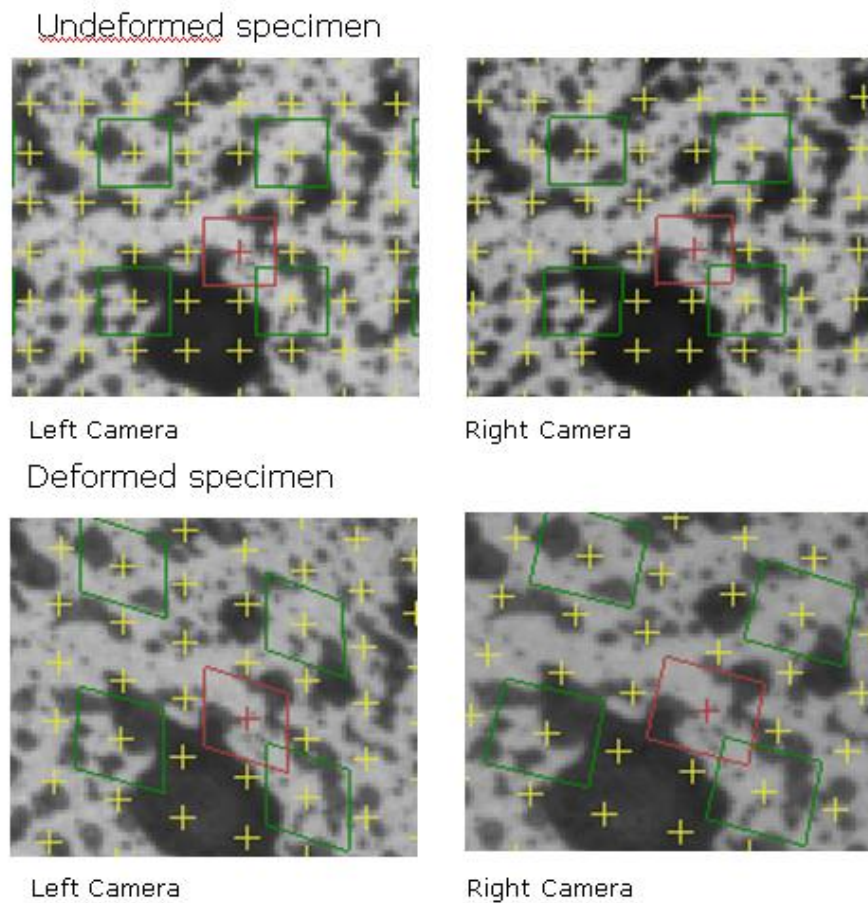 Undeformed specimen
Left Camera
Right Camera
Deformed specimen
Left Camera
Right Camera